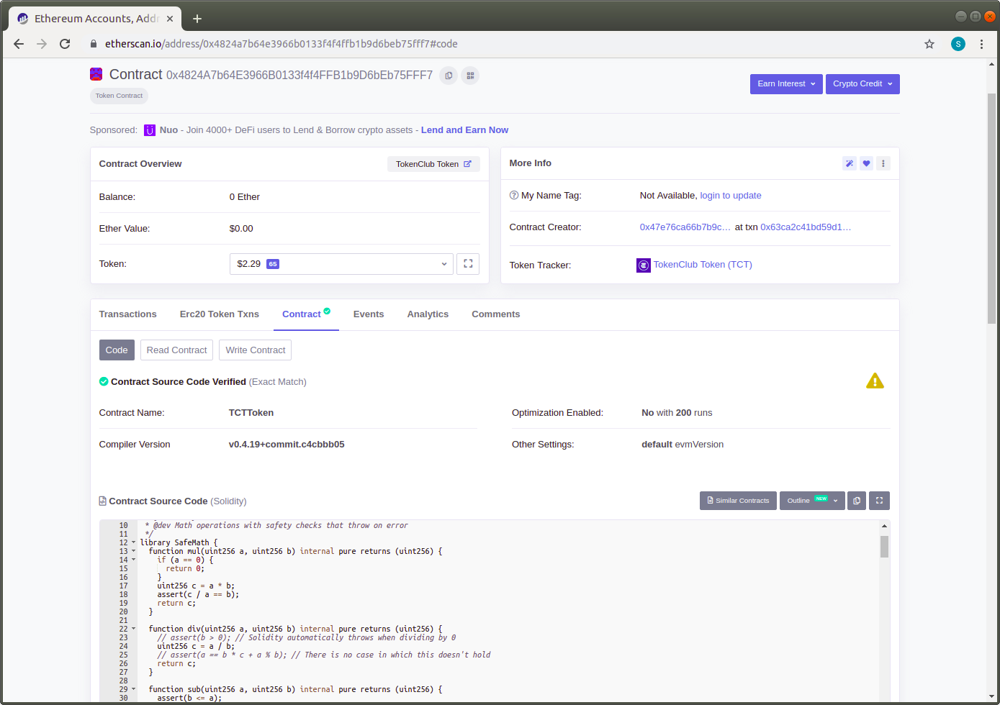 Ethereum Accounts, Addr
etherscan.io/address/0x4824a7b64e3966b0133f4f4ffb1b9d6beb75fff7#code
S
Contract 0x4824A7b64E3966B0133f4f4FFB1b9D6bEb75FFF7
Token Contract
Earn Interest
Crypto Credit
Sponsored: Nuo - Join 4000+ DeFi users to Lend & Borrow crypto assets - Lend and Earn Now
Contract Overview
TokenClub Token
Balance: 0 Ether
Ether Value: $0.00
Token: $2.29 65
More Info
My Name Tag: Not Available, login to update
Contract Creator: 0x47e76ca66b7b9c... at txn 0x63ca2c41bd59d1...
Token Tracker: TokenClub Token (TCT)
Transactions Erc20 Token Txns Contract Events Analytics Comments
Code Read Contract Write Contract
Contract Source Code Verified (Exact Match)
Contract Name: TCTToken
Compiler Version v0.4.19+commit.c4cbbb05
Optimization Enabled: No with 200 runs
Other Settings: default evmVersion
Contract Source Code (Solidity)
Similar Contracts
Outline NEW
10 * @dev Math operations with safety checks that throw on error
11 */
12 library SafeMath {
13 function mul(uint256 a, uint256 b) internal pure returns (uint256) {
14 if (a == 0) {
15 return 0;
16 }
17 uint256 c = a * b;
18 assert(c / a == b);
19 return c;
20 }
21
22 function div(uint256 a, uint256 b) internal pure returns (uint256) {
23 // assert(b > 0); // Solidity automatically throws when dividing by 0
24 uint256 c = a / b;
25 // assert(a == b * c + a % b); // There is no case in which this doesn't hold
26 return c;
27 }
28
29 function sub(uint256 a, uint256 b) internal pure returns (uint256) {
30 assert(b <= a);